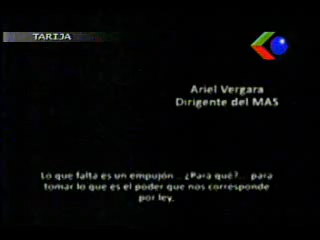 TARIJA
Ariel Vergara
Dirigente del MAS
Lo que falta es un empujón... ¿Para qué?... para
tomar lo que es el poder que nos corresponde
por ley.